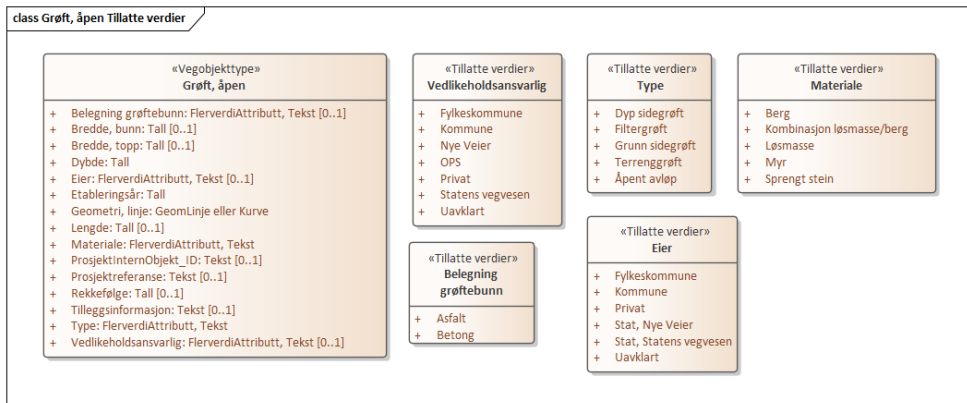 class Grøft, åpen Tillatte verdier
«Vegobjekttype»
Grøft, åpen
+ Belegning grøftebunn: FlerverdiAttributt, Tekst [0..1]
+ Bredde, bunn: Tall [0..1]
+ Bredde, topp: Tall [0..1]
+ Dybde: Tall
+ Eier: FlerverdiAttributt, Tekst [0..1]
+ Etableringsår: Tall
+ Geometri, linje: GeomLinje eller Kurve
+ Lengde: Tall [0..1]
+ Materiale: FlerverdiAttributt, Tekst
+ ProsjektInternObjekt_ID: Tekst [0..1]
+ Prosjektreferanse: Tekst [0..1]
+ Rekkefølge: Tall [0..1]
+ Tilleggsinformasjon: Tekst [0..1]
+ Type: FlerverdiAttributt, Tekst
+ Vedlikeholdsansvarlig: FlerverdiAttributt, Tekst [0..1]
«Tillatte verdier»
Vedlikeholdsansvarlig
+ Fylkeskommune
+ Kommune
+ Nye Veier
+ OPS
+ Privat
+ Statens vegvesen
+ Uavklart
«Tillatte verdier»
Belegning
grøftebunn
+ Asfalt
+ Betong
«Tillatte verdier»
Type
+ Dyp sidegrøft
+ Filtergrøft
+ Grunn sidegrøft
+ Terrenggrøft
+ Åpent avløp
«Tillatte verdier»
Eier
+ Fylkeskommune
+ Kommune
+ Privat
+ Stat, Nye Veier
+ Stat, Statens vegvesen
+ Uavklart
«Tillatte verdier»
Materiale
+ Berg
+ Kombinasjon løsmasse/berg
+ Løsmasse
+ Myr
+ Sprengt stein